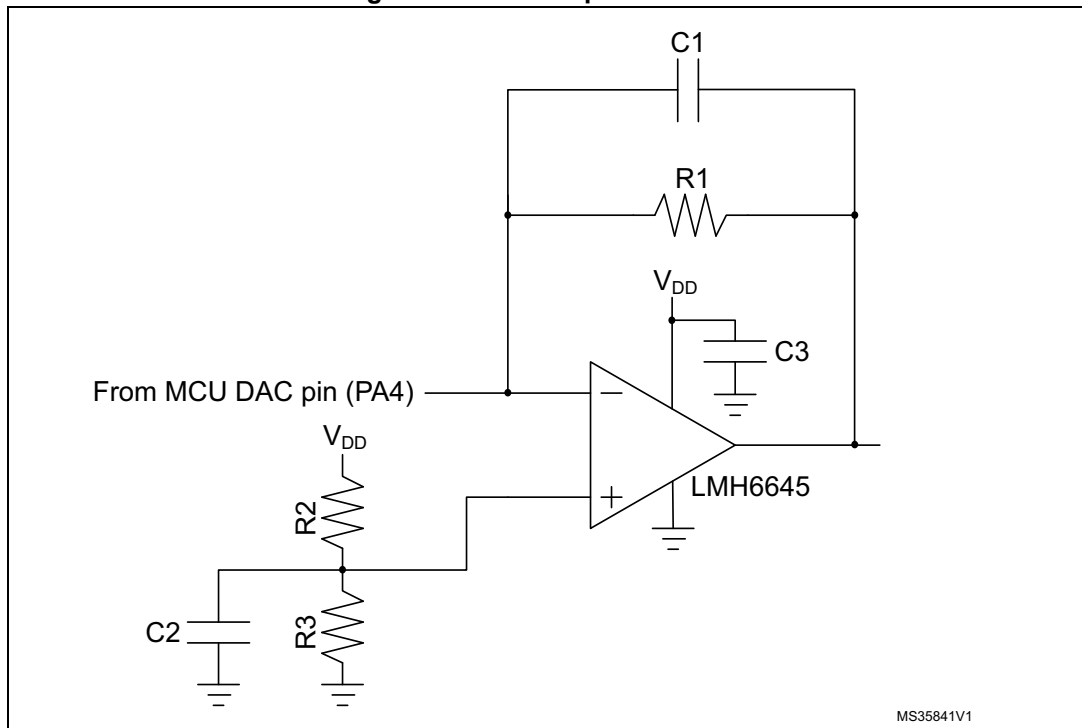 C1
R1
VDD
C3
From MCU DAC pin (PA4)
−
VDD
LMH6645
+
R2
C2
R3
MS35841V1